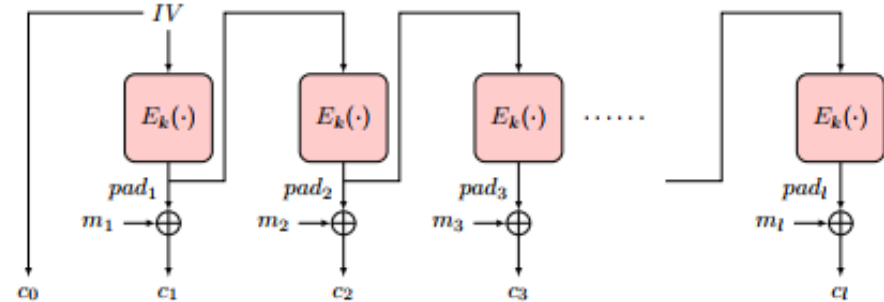 IV
E_k(·) E_k(·) E_k(·) ...... E_k(·)
pad_1 pad_2 pad_3 pad_l
m_1 m_2 m_3 m_l
c_0 c_1 c_2 c_3 c_l